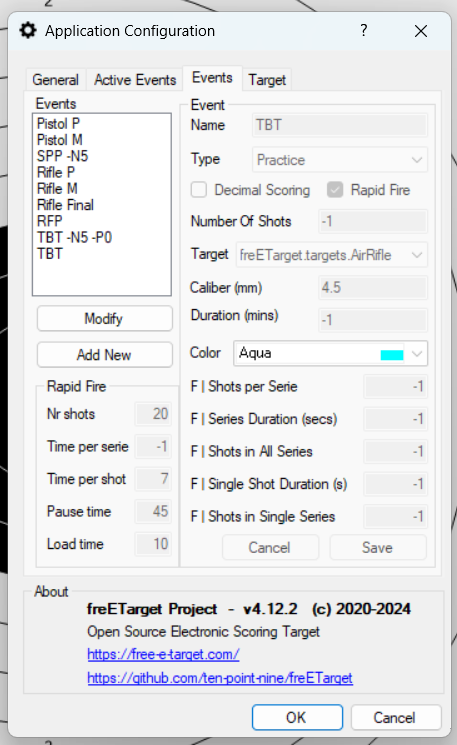 2
Application Configuration
?
General
Active Events
Events
Target
Events
Pistol P
Pistol M
SPP -N5
Rifle P
Rifle M
Rifle Final
RFP
TBT -N5 -P0
TBT
Modify
Add New
Rapid Fire
Nr shots 20
Time per serie -1
Time per shot 7
Pause time 45
Load time 10
Event
Name TBT
Type Practice
Decimal Scoring Rapid Fire
Number Of Shots -1
Target freETarget.targets.AirRifle
Caliber (mm) 4.5
Duration (mins) -1
Color Aqua
F | Shots per Serie -1
F | Series Duration (secs) -1
F | Shots in All Series -1
F | Single Shot Duration (s) -1
F | Shots in Single Series -1
Cancel Save
About
freETarget Project - v4.12.2 (c) 2020-2024
Open Source Electronic Scoring Target
https://free-e-target.com/
https://github.com/ten-point-nine/freETarget
OK Cancel